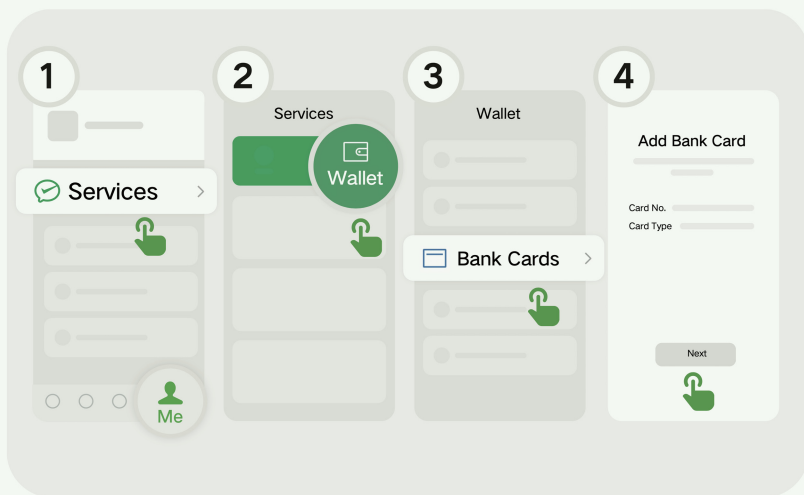 1
Services
Me
2
Services
Wallet
3
Wallet
Bank Cards
4
Add Bank Card
Card No.
Card Type
Next